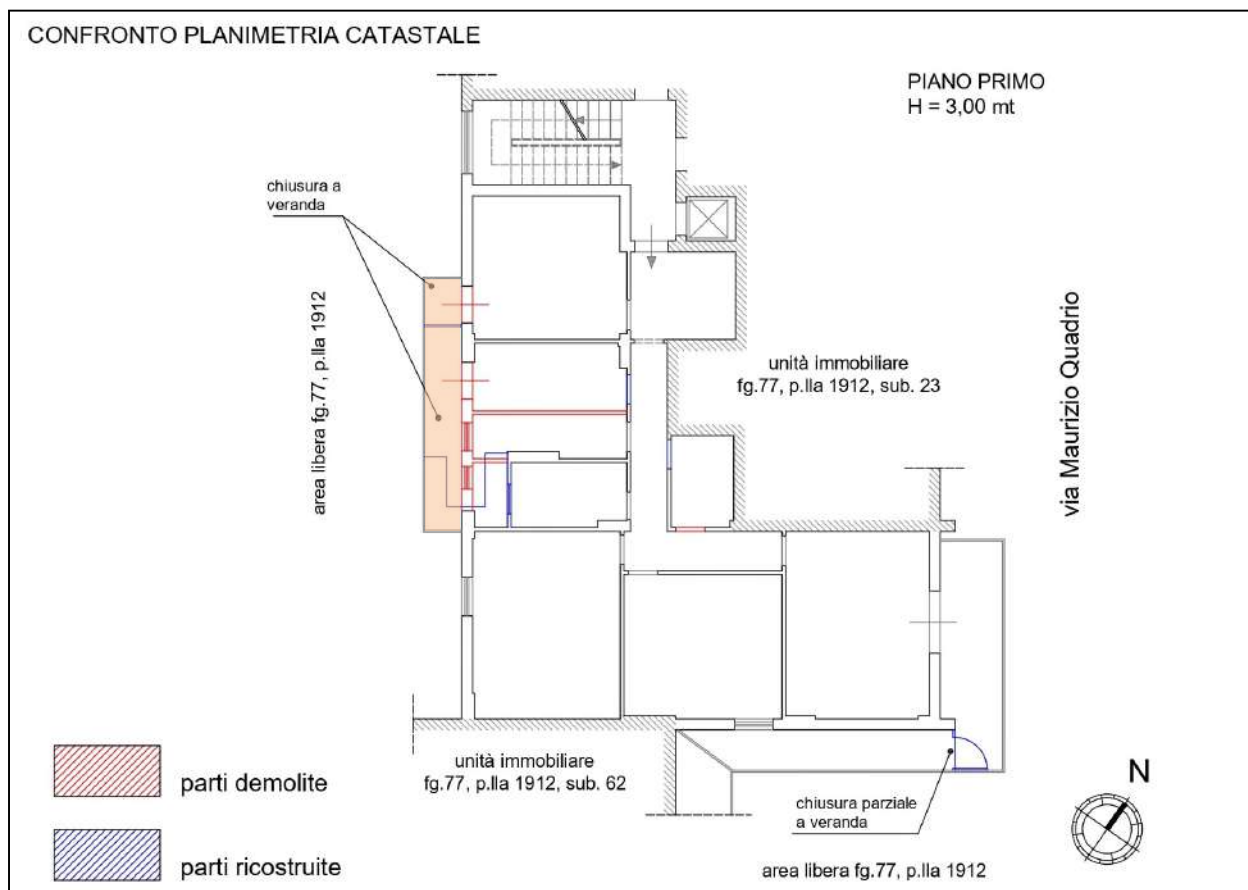 CONFRONTO PLANIMETRIA CATASTALE
PIANO PRIMO
H = 3,00 mt
chiusura a
veranda
area libera fg.77, p.lla 1912
unità immobiliare
fg.77, p.lla 1912, sub. 23
via Maurizio Quadrio
unità immobiliare
fg.77, p.lla 1912, sub. 62
parti demolite
parti ricostruite
chiusura parziale
a veranda
area libera fg.77, p.lla 1912
N